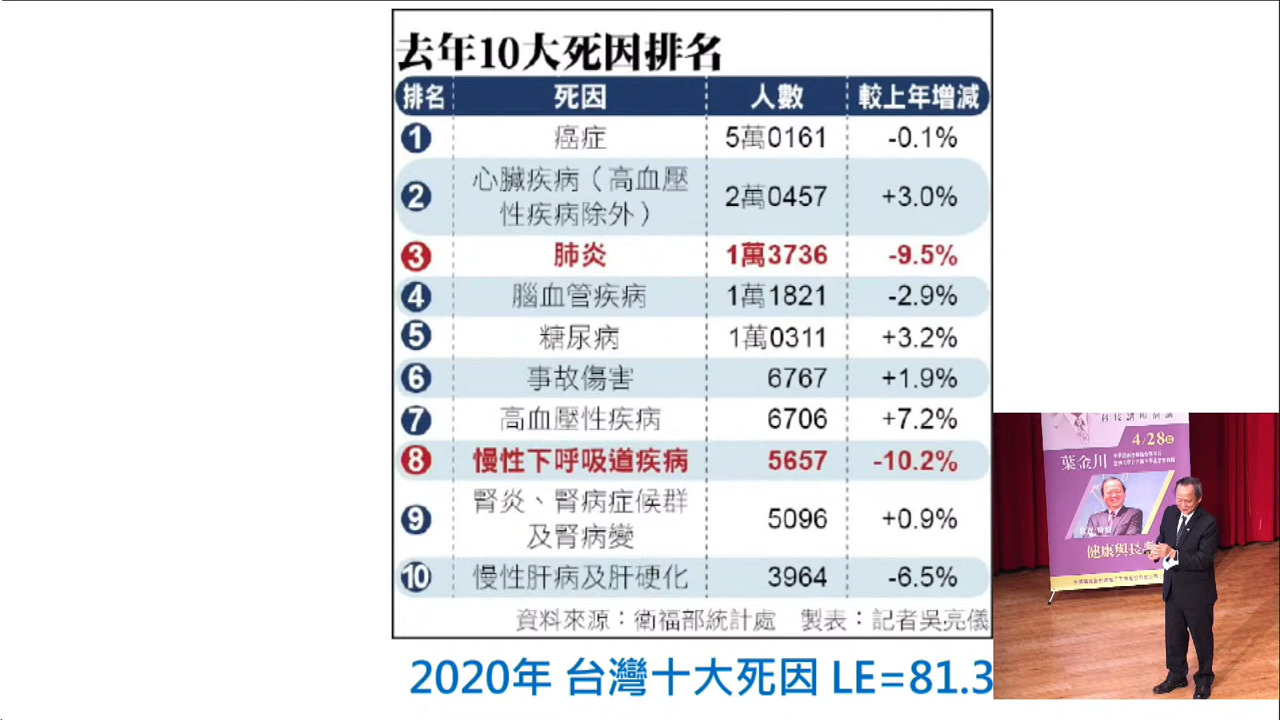 去年10大死因排名
排名 死因 人數 較上年增減
1 癌症 5萬0161 -0.1%
2 心臟疾病（高血壓性疾病除外） 2萬0457 +3.0%
3 肺炎 1萬3736 -9.5%
4 腦血管疾病 1萬1821 -2.9%
5 糖尿病 1萬0311 +3.2%
6 事故傷害 6767 +1.9%
7 高血壓性疾病 6706 +7.2%
8 慢性下呼吸道疾病 5657 -10.2%
9 腎炎、腎病症候群及腎病變 5096 +0.9%
10 慢性肝病及肝硬化 3964 -6.5%
資料來源：衛福部統計處 製表：記者吳亮儀
2020年 台灣十大死因 LE=81.3
4/28
葉金川
健康與長壽